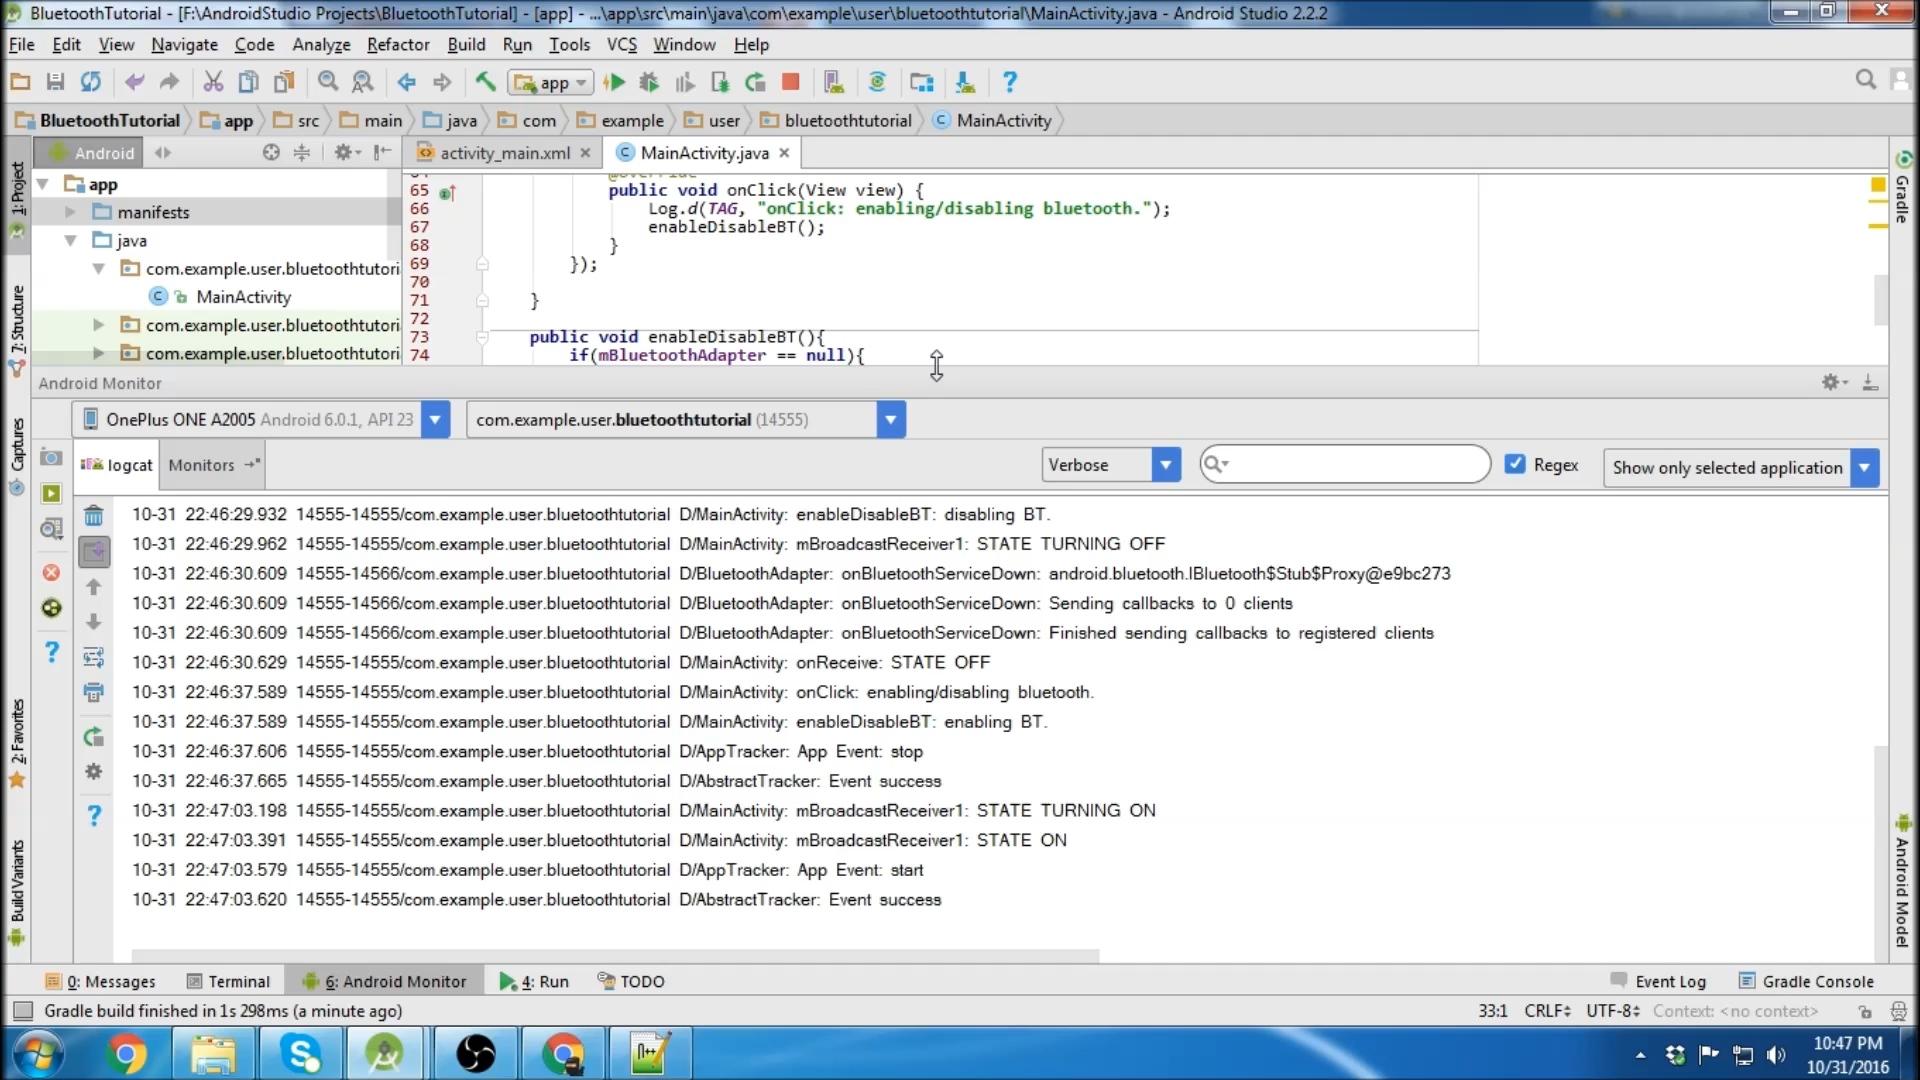 BluetoothTutorial - [F:\AndroidStudio Projects\BluetoothTutorial] - [app] - ...\app\src\main\java\com\example\user\bluetoothtutorial\MainActivity.java - Android Studio 2.2.2
File Edit View Navigate Code Analyze Refactor Build Run Tools VCS Window Help
app
BluetoothTutorial app src main java com example user bluetoothtutorial MainActivity
Android
activity_main.xml
MainActivity.java
1: Project
7: Structure
Captures
2: Favorites
Build Variants
Gradle
Android Model
app
manifests
java
com.example.user.bluetoothtutori
MainActivity
com.example.user.bluetoothtutori
com.example.user.bluetoothtutori
65 public void onClick(View view) {
66 Log.d(TAG, "onClick: enabling/disabling bluetooth.");
67 enableDisableBT();
68 }
69 });
70
71 }
72
73 public void enableDisableBT(){
74 if(mBluetoothAdapter == null){
Android Monitor
OnePlus ONE A2005 Android 6.0.1, API 23
com.example.user.bluetoothtutorial (14555)
logcat
Monitors
Verbose
Regex
Show only selected application
10-31 22:46:29.932 14555-14555/com.example.user.bluetoothtutorial D/MainActivity: enableDisableBT: disabling BT.
10-31 22:46:29.962 14555-14555/com.example.user.bluetoothtutorial D/MainActivity: mBroadcastReceiver1: STATE TURNING OFF
10-31 22:46:30.609 14555-14566/com.example.user.bluetoothtutorial D/BluetoothAdapter: onBluetoothServiceDown: android.bluetooth.IBluetooth$Stub$Proxy@e9bc273
10-31 22:46:30.609 14555-14566/com.example.user.bluetoothtutorial D/BluetoothAdapter: onBluetoothServiceDown: Sending callbacks to 0 clients
10-31 22:46:30.609 14555-14566/com.example.user.bluetoothtutorial D/BluetoothAdapter: onBluetoothServiceDown: Finished sending callbacks to registered clients
10-31 22:46:30.629 14555-14555/com.example.user.bluetoothtutorial D/MainActivity: onReceive: STATE OFF
10-31 22:46:37.589 14555-14555/com.example.user.bluetoothtutorial D/MainActivity: onClick: enabling/disabling bluetooth.
10-31 22:46:37.589 14555-14555/com.example.user.bluetoothtutorial D/MainActivity: enableDisableBT: enabling BT.
10-31 22:46:37.606 14555-14555/com.example.user.bluetoothtutorial D/AppTracker: App Event: stop
10-31 22:46:37.665 14555-14555/com.example.user.bluetoothtutorial D/AbstractTracker: Event success
10-31 22:47:03.198 14555-14555/com.example.user.bluetoothtutorial D/MainActivity: mBroadcastReceiver1: STATE TURNING ON
10-31 22:47:03.391 14555-14555/com.example.user.bluetoothtutorial D/MainActivity: mBroadcastReceiver1: STATE ON
10-31 22:47:03.579 14555-14555/com.example.user.bluetoothtutorial D/AppTracker: App Event: start
10-31 22:47:03.620 14555-14555/com.example.user.bluetoothtutorial D/AbstractTracker: Event success
0: Messages Terminal 6: Android Monitor 4: Run TODO Event Log Gradle Console
Gradle build finished in 1s 298ms (a minute ago) 33:1 CRLF UTF-8 Context: <no context>
10:47 PM
10/31/2016